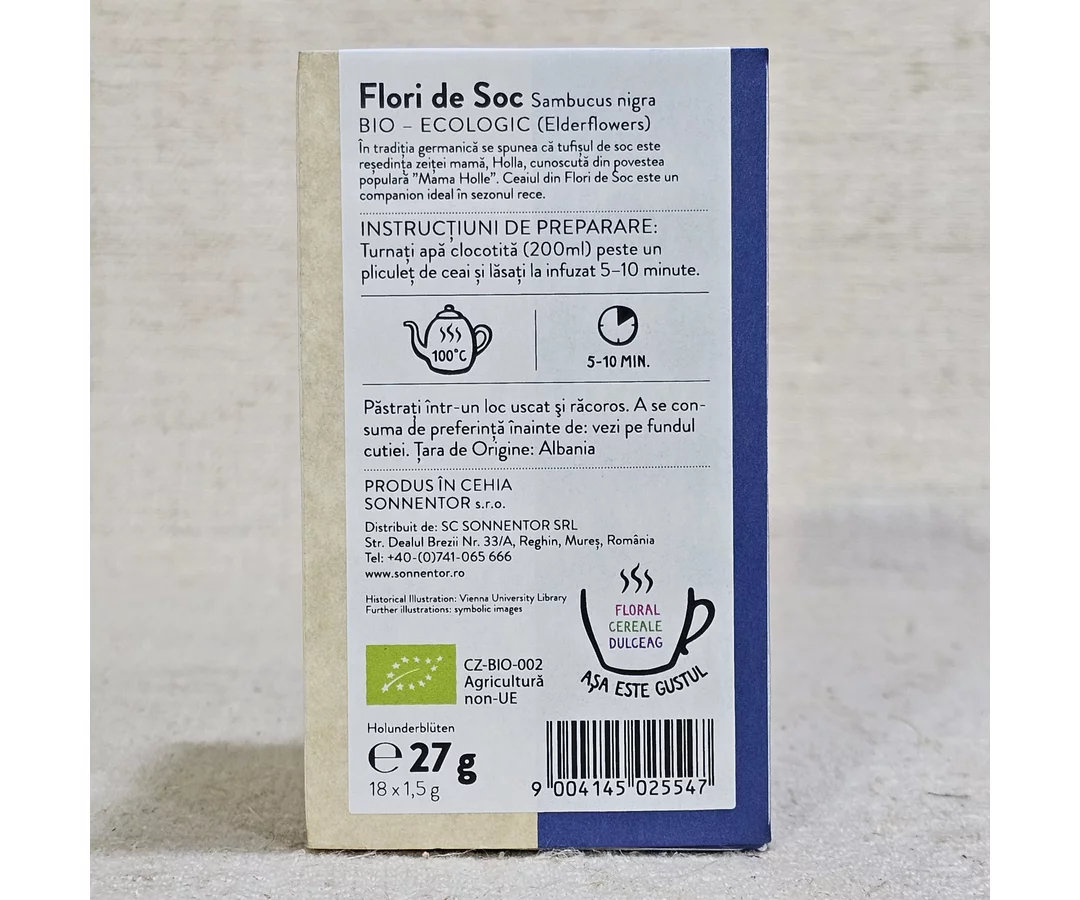 Flori de Soc Sambucus nigra
BIO – ECOLOGIC (Elderflowers)
În tradiția germanică se spunea că tufișul de soc este
reședința zeiței mamă, Holla, cunoscută din povestea
populară "Mama Holle". Ceaiul din Flori de Soc este un
companion ideal în sezonul rece.
INSTRUCȚIUNI DE PREPARARE:
Turnați apă clocotită (200ml) peste un
pliculeț de ceai și lăsați la infuzat 5–10 minute.
100°C
5-10 MIN.
Păstrați într-un loc uscat şi răcoros. A se con-
suma de preferință înainte de: vezi pe fundul
cutiei. Țara de Origine: Albania
PRODUS ÎN CEHIA
SONNENTOR s.r.o.
Distribuit de: SC SONNENTOR SRL
Str. Dealul Brezii Nr. 33/A, Reghin, Mureș, România
Tel: +40-(0)741-065 666
www.sonnentor.ro
Historical Illustration: Vienna University Library
Further illustrations: symbolic images
FLORAL
CEREALE
DULCEAG
AȘA ESTE GUSTUL
CZ-BIO-002
Agricultură
non-UE
Holunderblüten
℮ 27 g
18 x 1,5 g
9 004145 025547